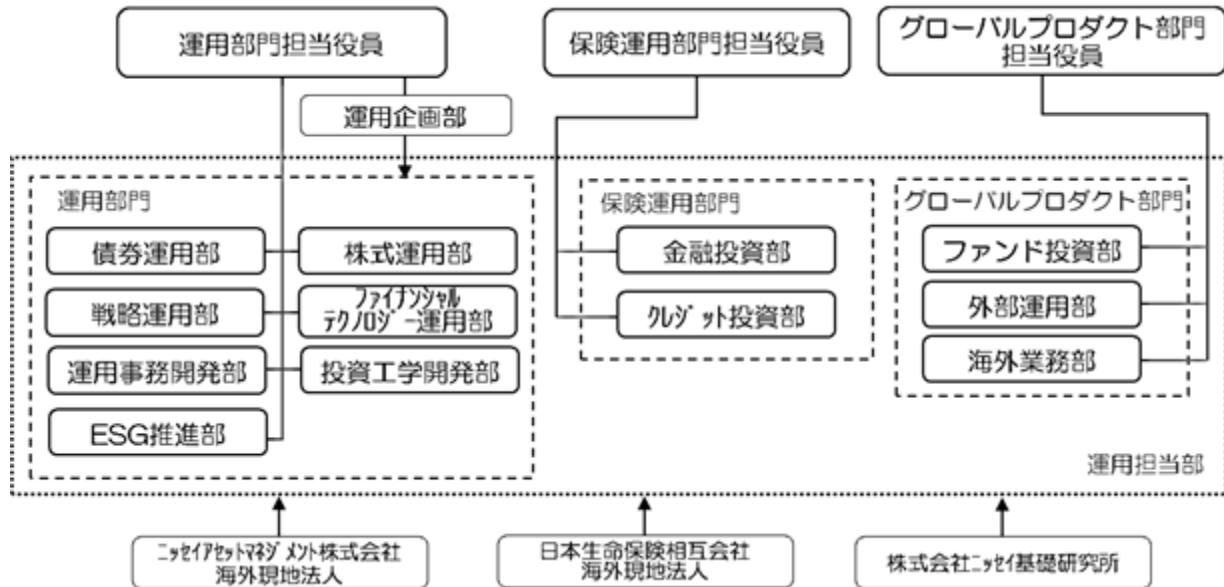 運用部門担当役員
保険運用部門担当役員
グローバルプロダクト部門
担当役員
運用企画部
運用部門
債券運用部
株式運用部
戦略運用部
ファイナンシャル
テクノロジー運用部
運用事務開発部
投資工学開発部
ESG推進部
保険運用部門
金融投資部
クレジット投資部
グローバルプロダクト部門
ファンド投資部
外部運用部
海外業務部
運用担当部
ニッセイアセットマネジメント株式会社
海外現地法人
日本生命保険相互会社
海外現地法人
株式会社ニッセイ基礎研究所